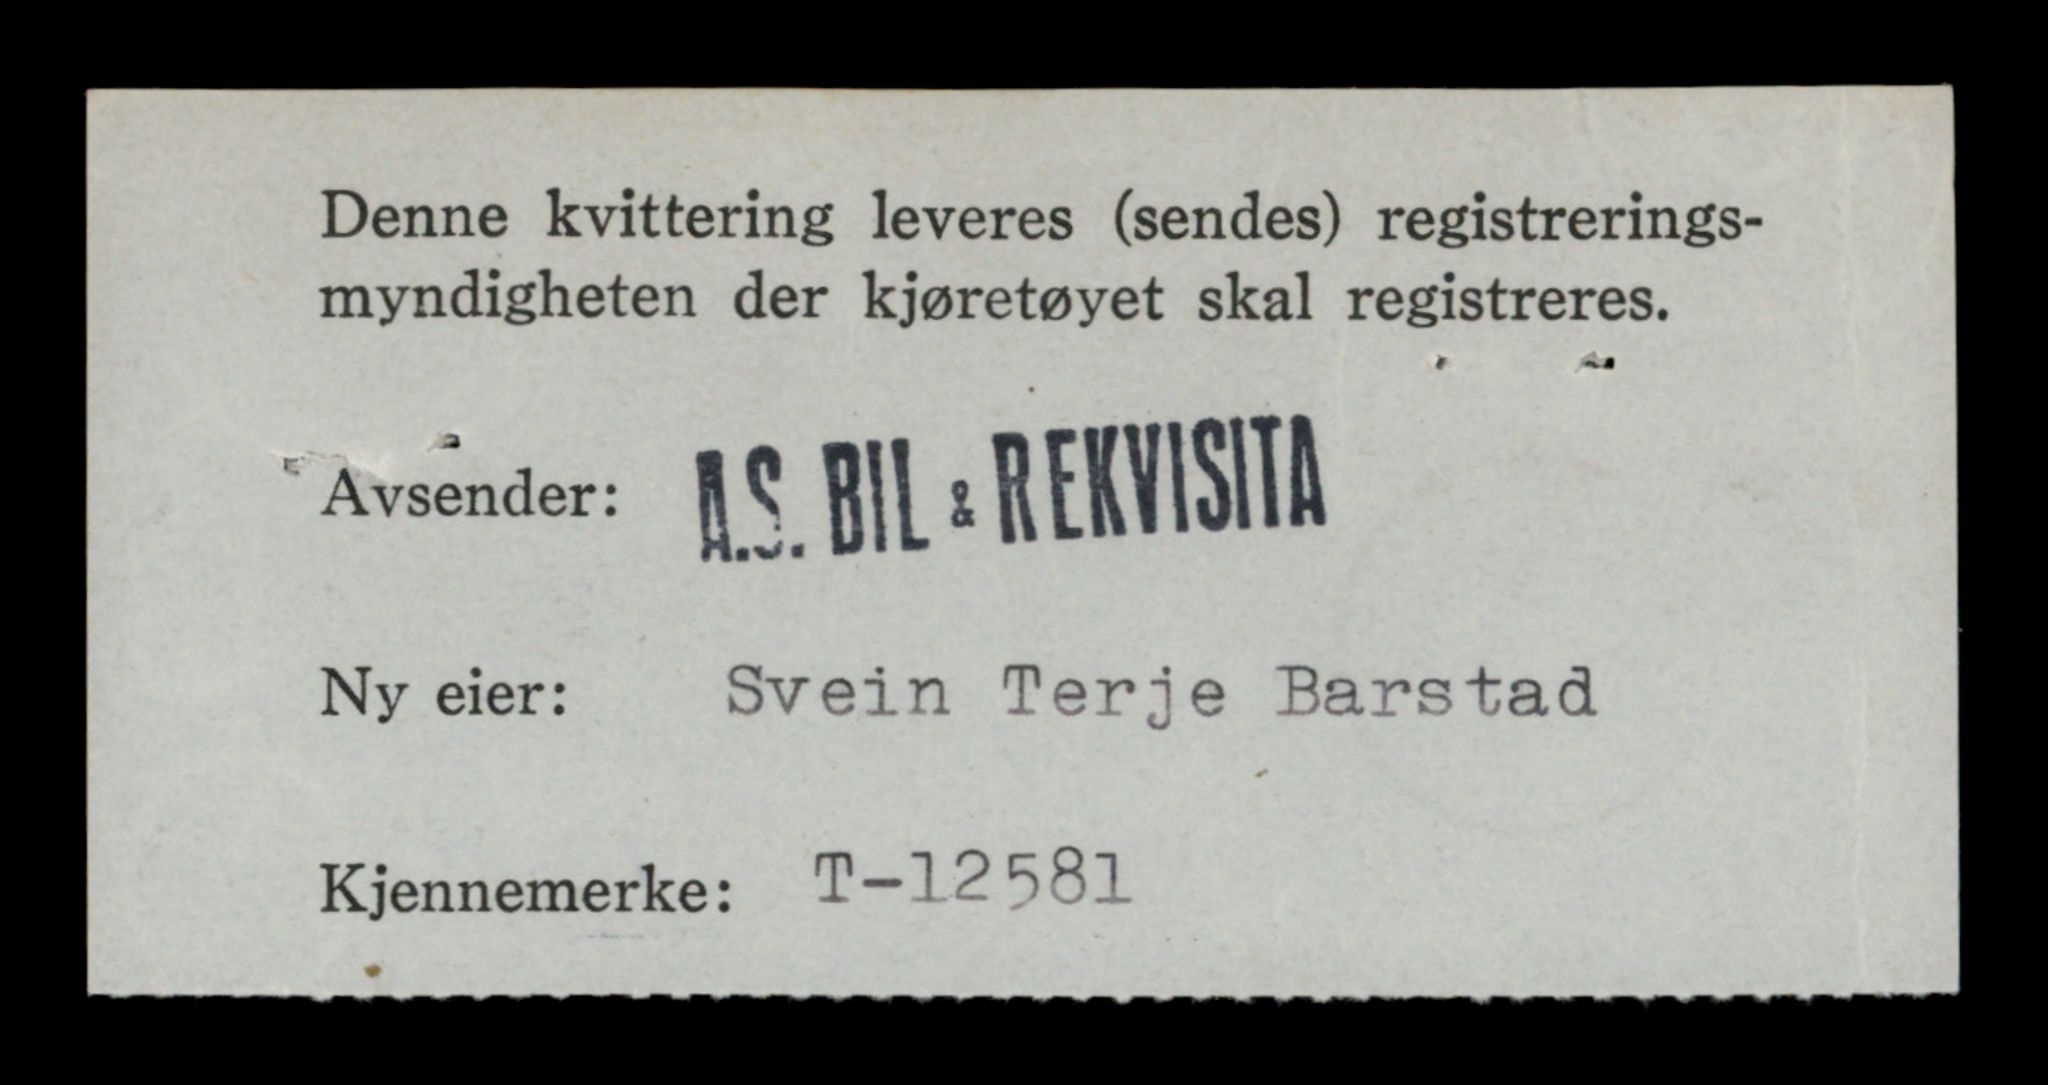 Denne kvittering leveres (sendes) registrerings-
myndigheten der kjøretøyet skal registreres.
Avsender: A.S. BIL & REKVISITA
Ny eier: Svein Terje Barstad
Kjennemerke: T-12581